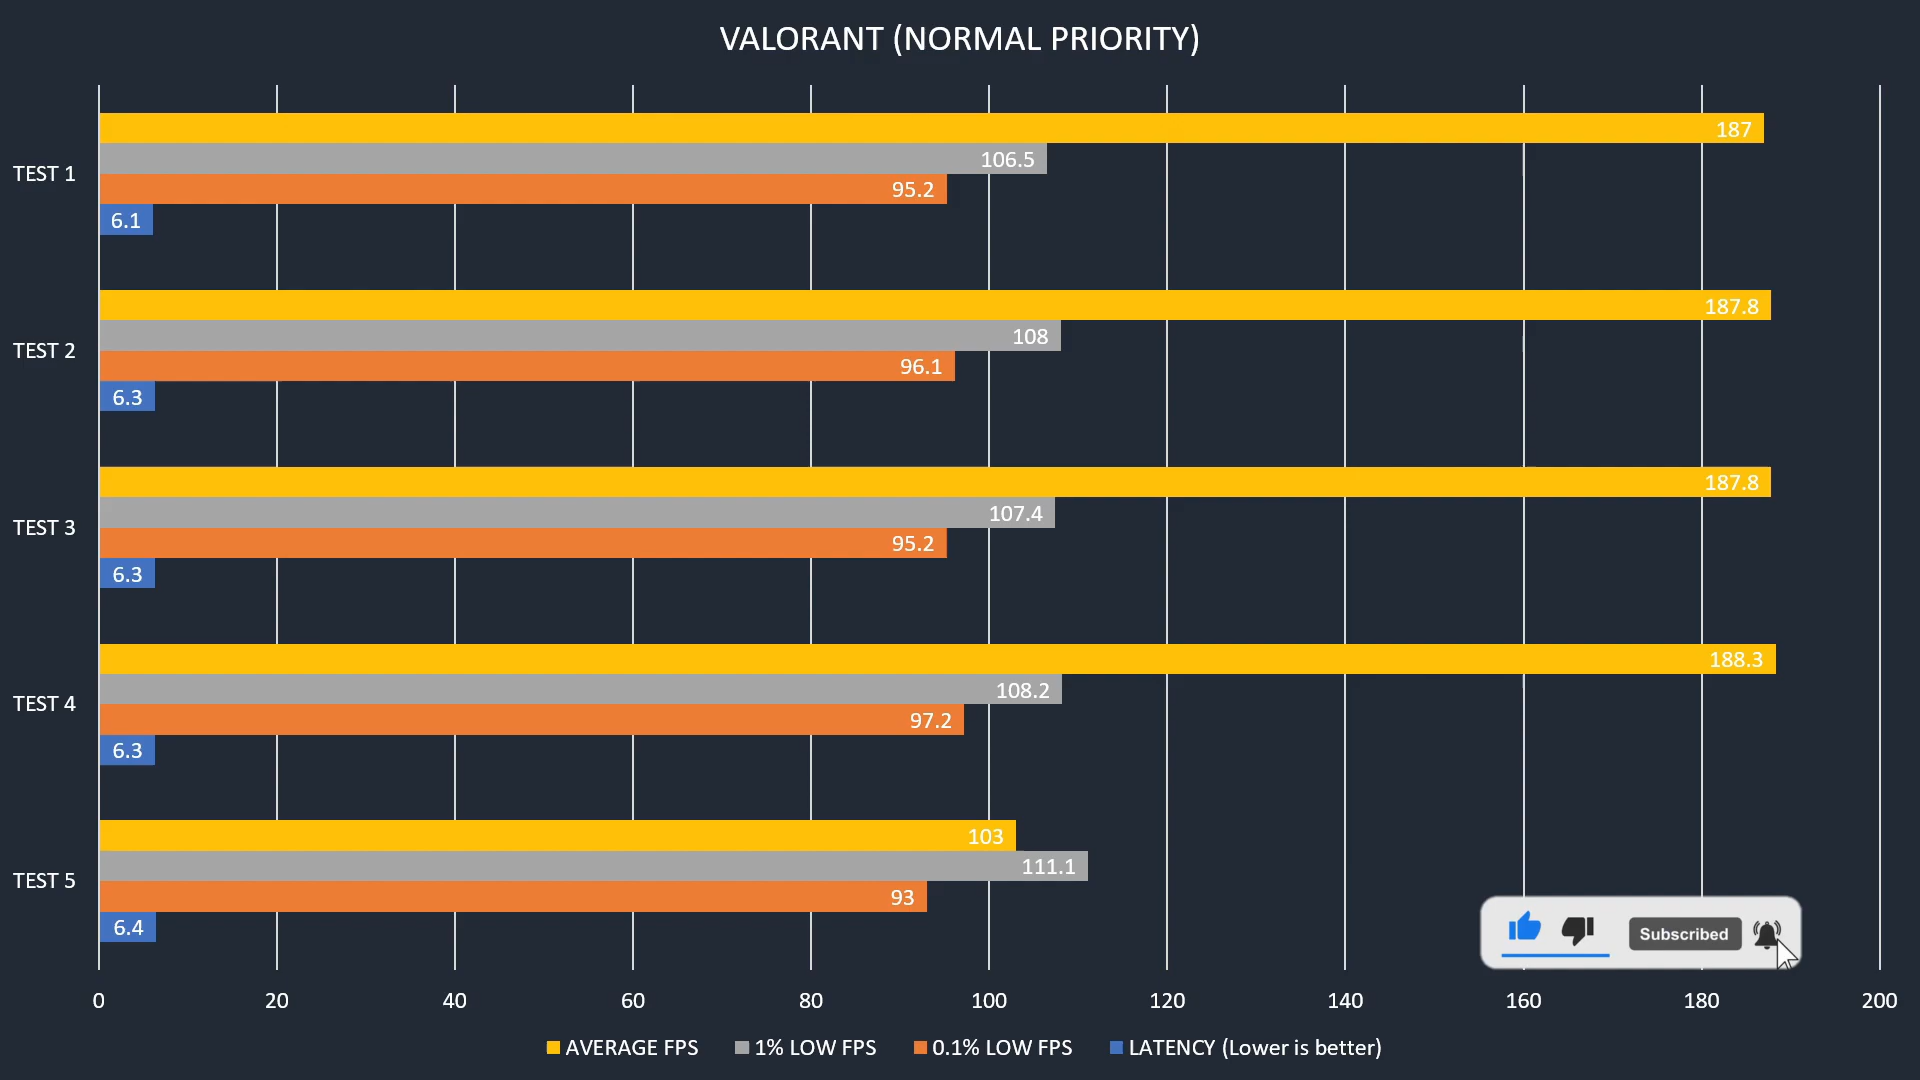 VALORANT (NORMAL PRIORITY)
TEST 1
187
106.5
95.2
6.1
TEST 2
187.8
108
96.1
6.3
TEST 3
187.8
107.4
95.2
6.3
TEST 4
188.3
108.2
97.2
6.3
TEST 5
103
111.1
93
6.4
Subscribed
0 20 40 60 80 100 120 140 160 180 200
AVERAGE FPS 1% LOW FPS 0.1% LOW FPS LATENCY (Lower is better)